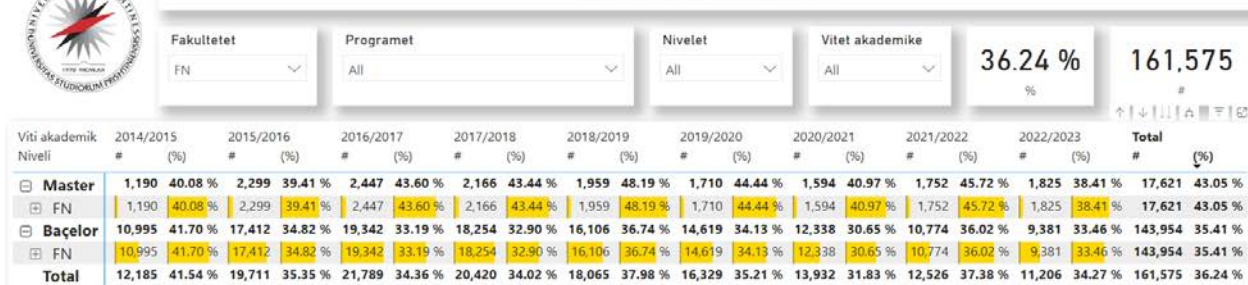 Fakultetet Programet Nivelet Vitet akademike
FN All All All
36.24 % 161,575
% #
Viti akademik 2014/2015 2015/2016 2016/2017 2017/2018 2018/2019 2019/2020 2020/2021 2021/2022 2022/2023 Total
Niveli # (%) # (%) # (%) # (%) # (%) # (%) # (%) # (%) # (%) # (%)
Master 1,190 40.08 % 2,299 39.41 % 2,447 43.60 % 2,166 43.44 % 1,959 48.19 % 1,710 44.44 % 1,594 40.97 % 1,752 45.72 % 1,825 38.41 % 17,621 43.05 %
FN 1,190 40.08 % 2,299 39.41 % 2,447 43.60 % 2,166 43.44 % 1,959 48.19 % 1,710 44.44 % 1,594 40.97 % 1,752 45.72 % 1,825 38.41 % 17,621 43.05 %
Baçelor 10,995 41.70 % 17,412 34.82 % 19,342 33.19 % 18,254 32.90 % 16,106 36.74 % 14,619 34.13 % 12,338 30.65 % 10,774 36.02 % 9,381 33.46 % 143,954 35.41 %
FN 10,995 41.70 % 17,412 34.82 % 19,342 33.19 % 18,254 32.90 % 16,106 36.74 % 14,619 34.13 % 12,338 30.65 % 10,774 36.02 % 9,381 33.46 % 143,954 35.41 %
Total 12,185 41.54 % 19,711 35.35 % 21,789 34.36 % 20,420 34.02 % 18,065 37.98 % 16,329 35.21 % 13,932 31.83 % 12,526 37.38 % 11,206 34.27 % 161,575 36.24 %